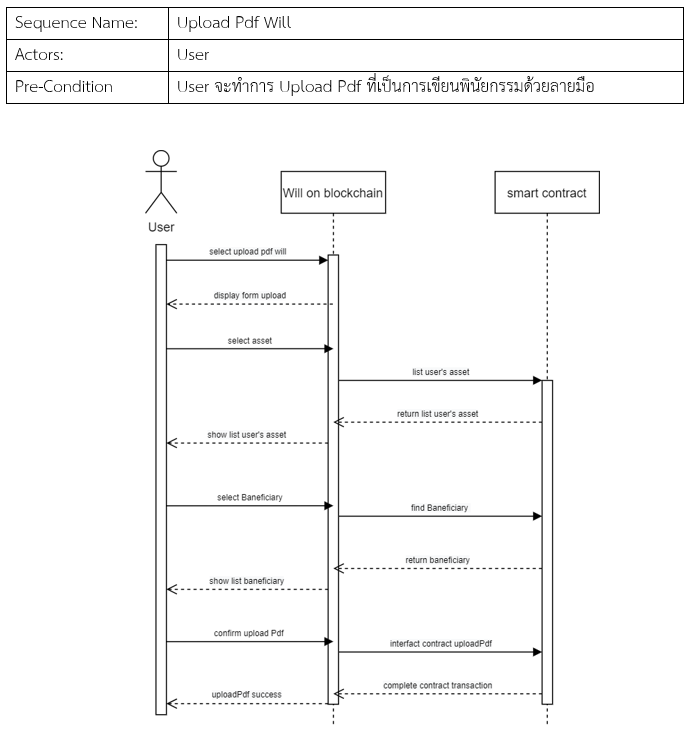 Sequence Name: Upload Pdf Will
Actors: User
Pre-Condition User จะทำการ Upload Pdf ที่เป็นการเขียนพินัยกรรมด้วยลายมือ
Will on blockchain
smart contract
User
select upload pdf will
display form upload
select asset
list user's asset
return list user's asset
show list user's asset
select Baneficiary
find Baneficiary
return baneficiary
show list baneficiary
confirm upload Pdf
interfact contract uploadPdf
complete contract transaction
uploadPdf success